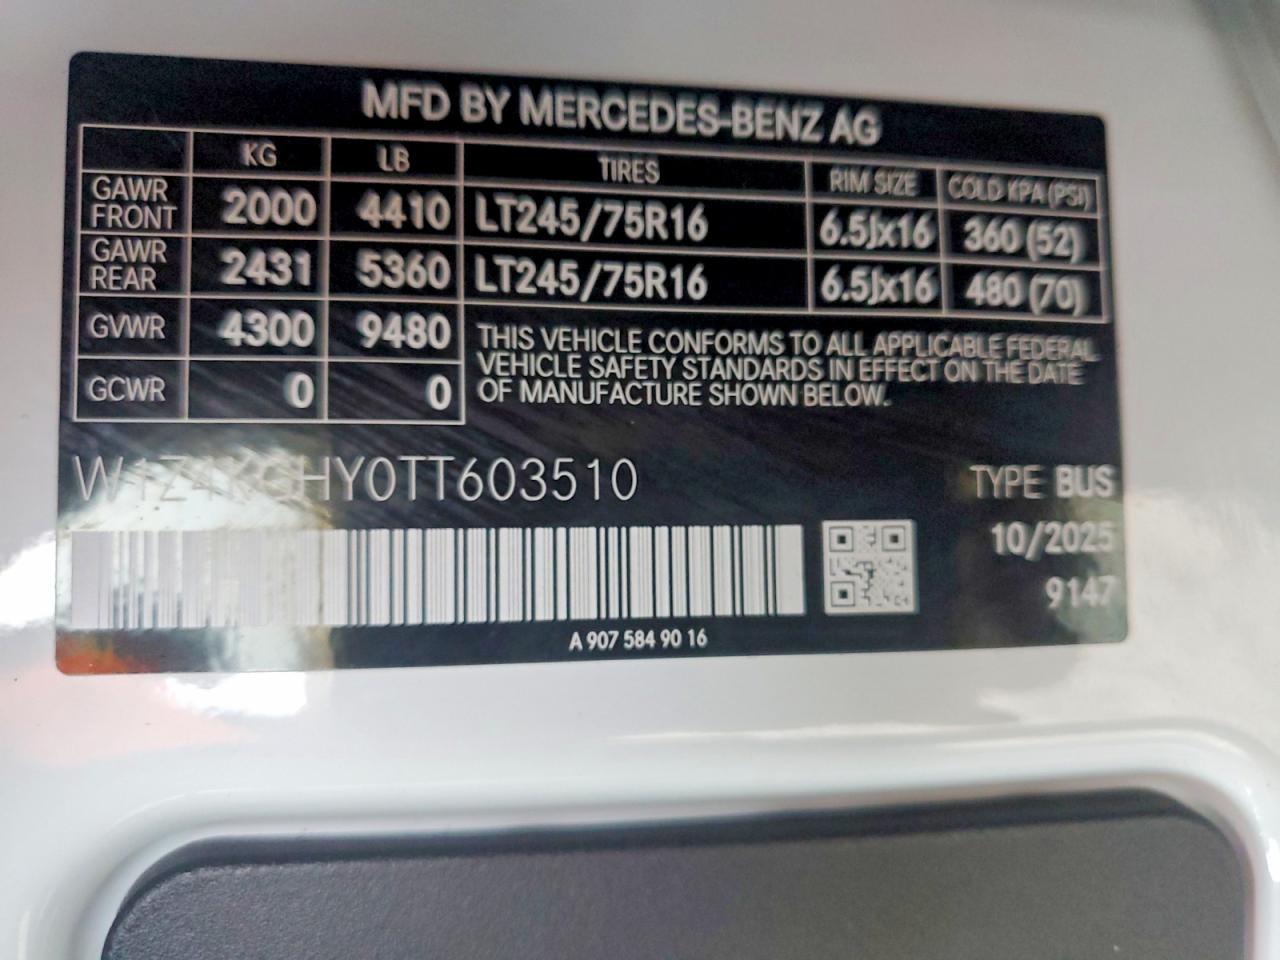 MFD BY MERCEDES-BENZ AG
KG LB TIRES RIM SIZE COLD KPA (PSI)
GAWR FRONT 2000 4410 LT245/75R16 6.5Jx16 360 (52)
GAWR REAR 2431 5360 LT245/75R16 6.5Jx16 480 (70)
GVWR 4300 9480
GCWR 0 0
THIS VEHICLE CONFORMS TO ALL APPLICABLE FEDERAL
VEHICLE SAFETY STANDARDS IN EFFECT ON THE DATE
OF MANUFACTURE SHOWN BELOW.
W1Z4KGHY0TT603510
TYPE BUS
10/2025
9147
A 907 584 90 16